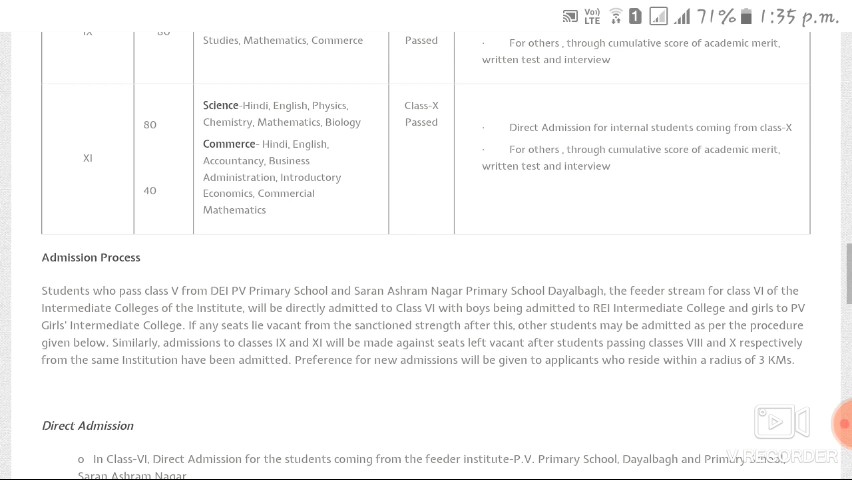 Vo))
LTE 1 71% 1:35 p.m.
IX 80 Studies, Mathematics, Commerce Passed · For others , through cumulative score of academic merit,
written test and interview
XI
80
40
Science-Hindi, English, Physics,
Chemistry, Mathematics, Biology
Commerce- Hindi, English,
Accountancy, Business
Administration, Introductory
Economics, Commercial
Mathematics
Class-X
Passed
· Direct Admission for internal students coming from class-X
· For others , through cumulative score of academic merit,
written test and interview
Admission Process
Students who pass class V from DEI PV Primary School and Saran Ashram Nagar Primary School Dayalbagh, the feeder stream for class VI of the
Intermediate Colleges of the Institute, will be directly admitted to Class VI with boys being admitted to REI Intermediate College and girls to PV
Girls' Intermediate College. If any seats lie vacant from the sanctioned strength after this, other students may be admitted as per the procedure
given below. Similarly, admissions to classes IX and XI will be made against seats left vacant after students passing classes VIII and X respectively
from the same Institution have been admitted. Preference for new admissions will be given to applicants who reside within a radius of 3 KMs.
Direct Admission
o In Class-VI, Direct Admission for the students coming from the feeder institute-P.V. Primary School, Dayalbagh and Primary School,
Saran Ashram Nagar
V RECORDER